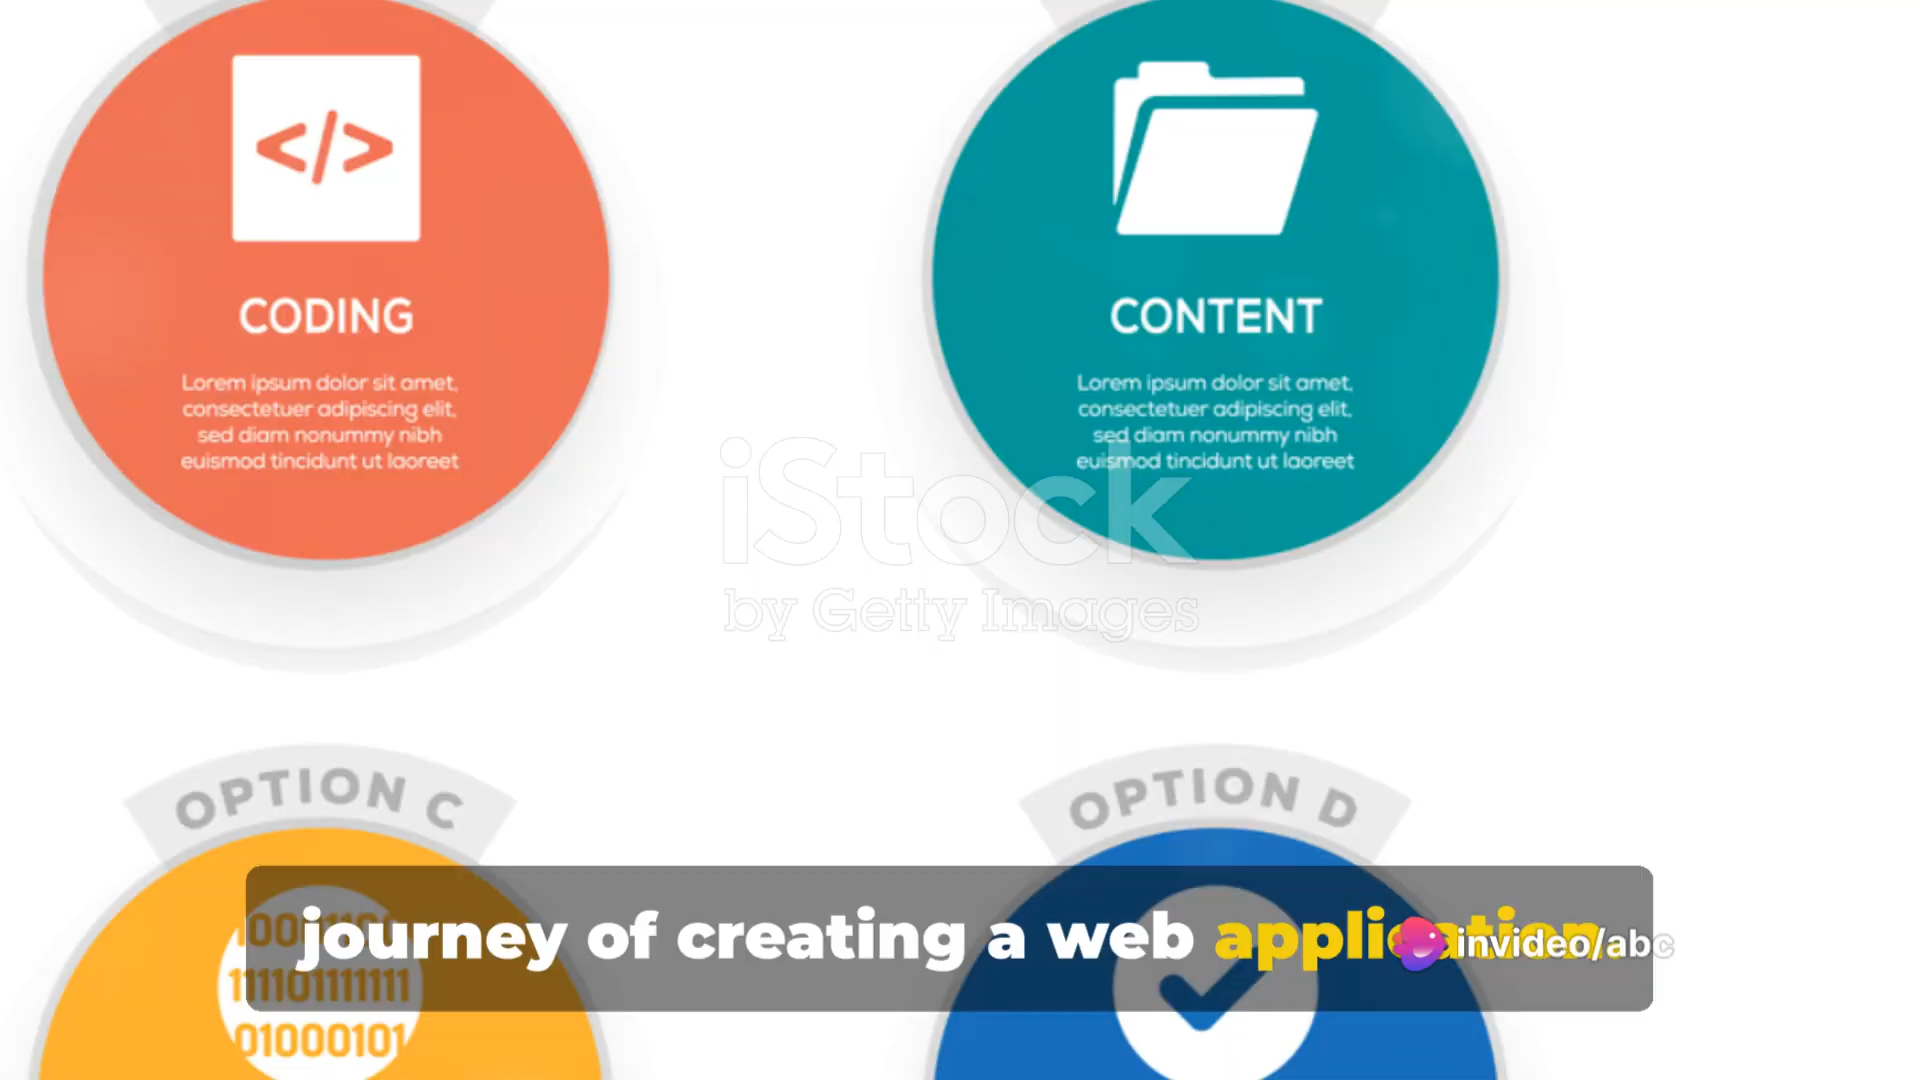 CODING
Lorem ipsum dolor sit amet,
consectetuer adipiscing elit,
sed diam nonummy nibh
euismod tincidunt ut laoreet
CONTENT
Lorem ipsum dolor sit amet,
consectetuer adipiscing elit,
sed diam nonummy nibh
euismod tincidunt ut laoreet
iStock
by Getty Images
OPTION C
OPTION D
journey of creating a web application.
invideo/abc
11110111111
01000101